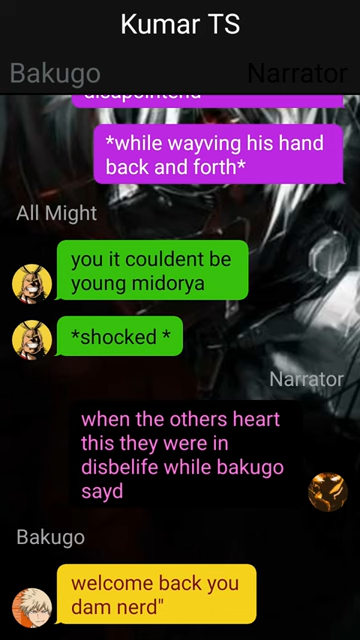 Kumar TS
Bakugo
Narrator
disapointend
*while wayving his hand
back and forth*
All Might
you it couldent be
young midorya
*shocked *
Narrator
when the others heart
this they were in
disbelife while bakugo
sayd
Bakugo
welcome back you
dam nerd"